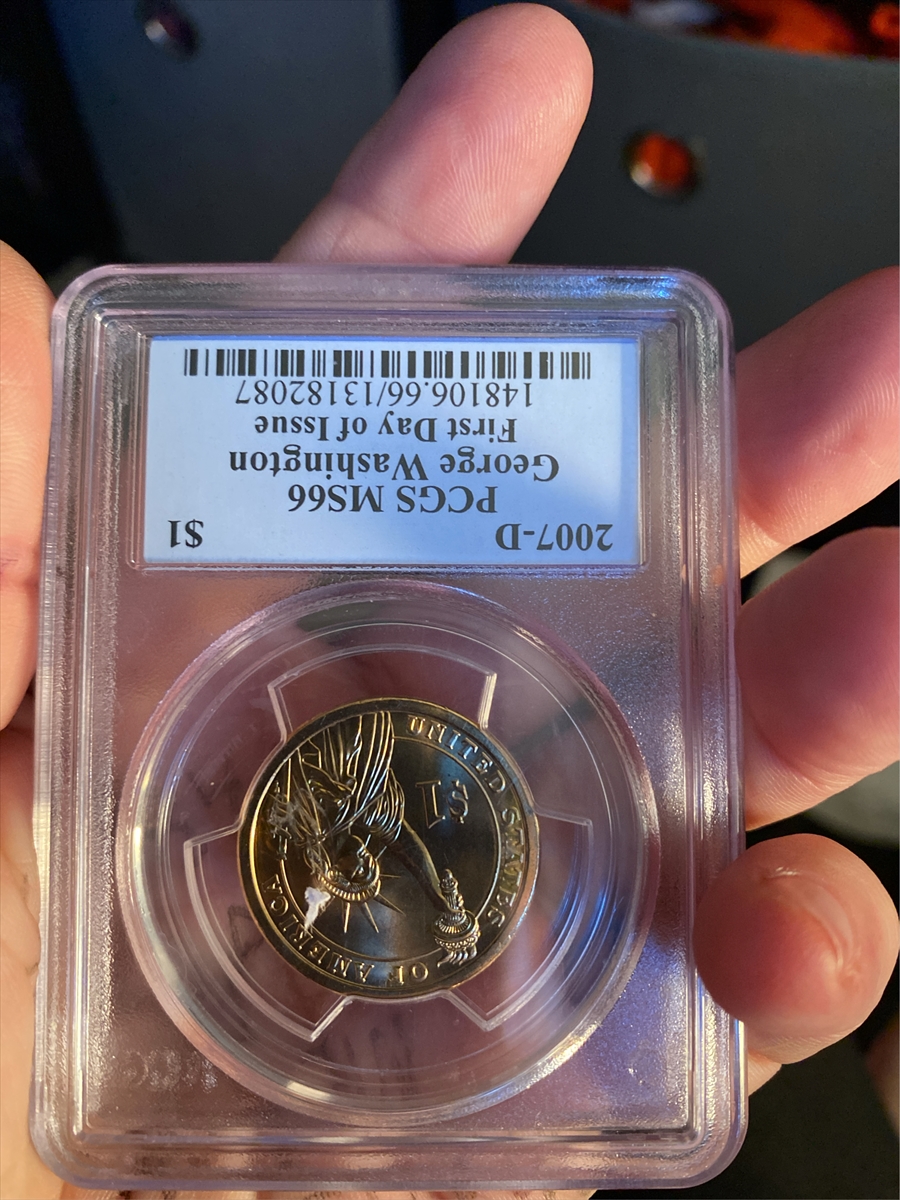 2007-D $1
PCGS MS66
George Washington
First Day of Issue
148106.66/13182087
UNITED STATES OF AMERICA
$1